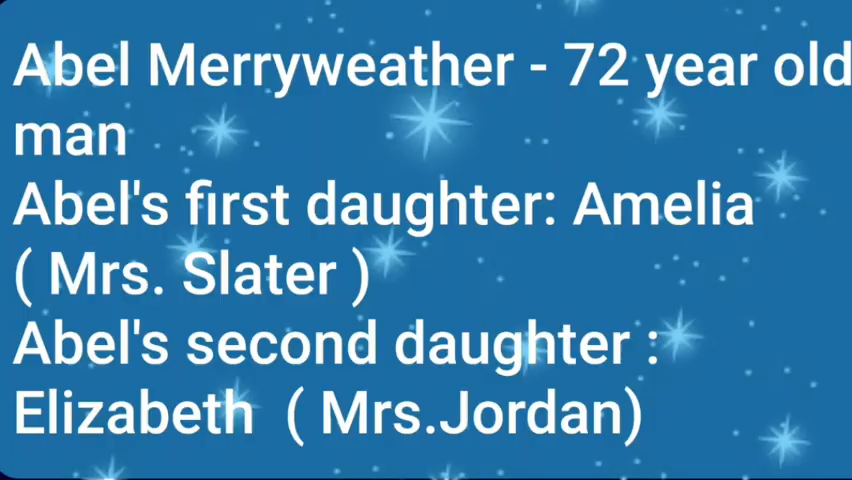 Abel Merryweather - 72 year old
man
Abel's first daughter: Amelia
( Mrs. Slater )
Abel's second daughter :
Elizabeth  ( Mrs.Jordan)